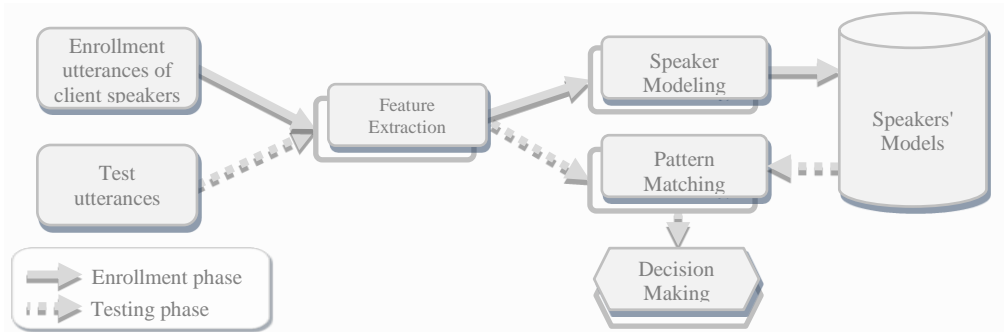 Enrollment
utterances of
client speakers
Feature
Extraction
Speaker
Modeling
Speakers'
Models
Test
utterances
Pattern
Matching
Decision
Making
Enrollment phase
Testing phase